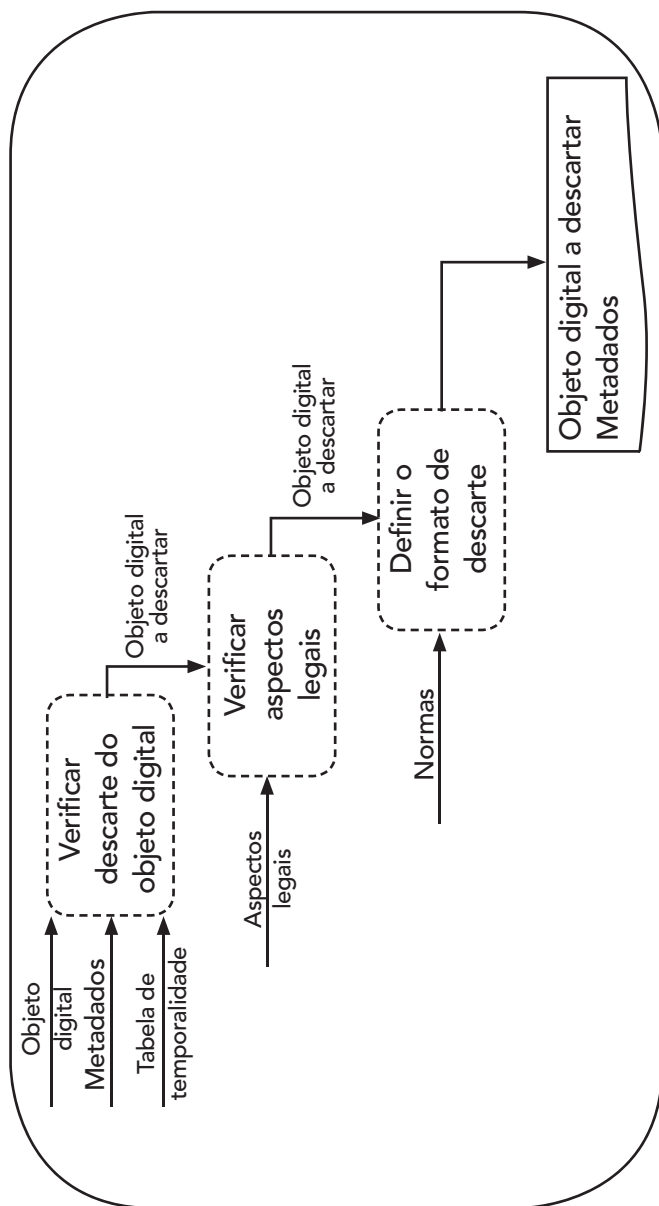 Objeto
digital
Metadados
Tabela de
temporalidade
Verificar
descarte do
objeto digital
Objeto digital
a descartar
Aspectos
legais
Verificar
aspectos
legais
Objeto digital
a descartar
Normas
Definir o
formato de
descarte
Objeto digital a descartar
Metadados